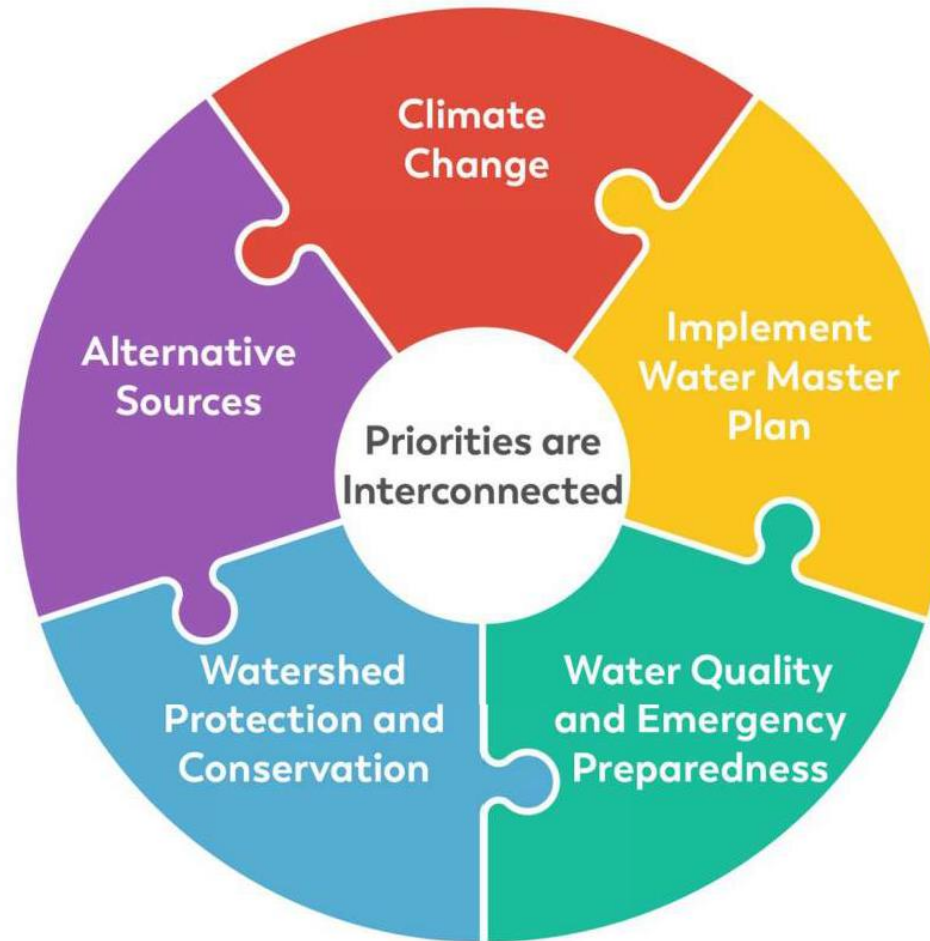 Climate
Change
Implement
Water Master
Plan
Water Quality
and Emergency
Preparedness
Watershed
Protection and
Conservation
Alternative
Sources
Priorities are
Interconnected